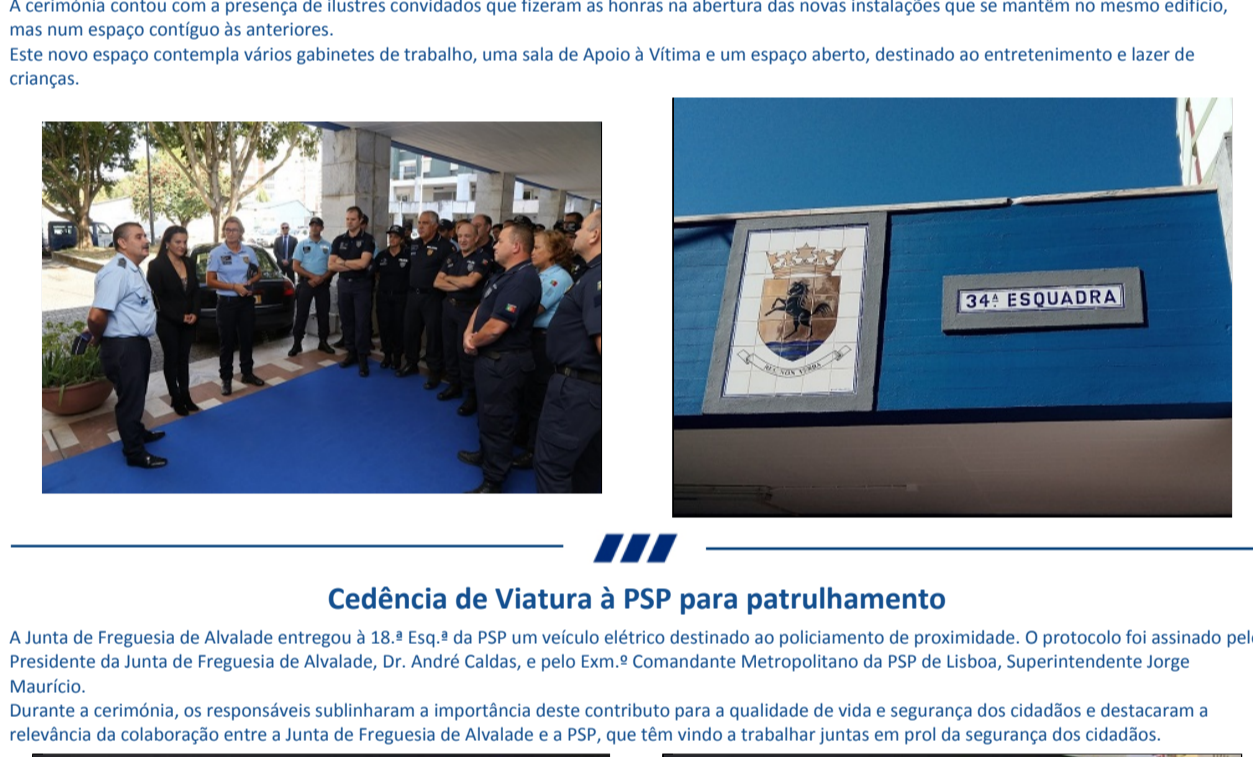 A cerimónia contou com a presença de ilustres convidados que fizeram as honras na abertura das novas instalações que se mantêm no mesmo edifício,
mas num espaço contíguo às anteriores.
Este novo espaço contempla vários gabinetes de trabalho, uma sala de Apoio à Vítima e um espaço aberto, destinado ao entretenimento e lazer de
crianças.
34ª ESQUADRA
RES NON VERBA
Cedência de Viatura à PSP para patrulhamento
A Junta de Freguesia de Alvalade entregou à 18.ª Esq.ª da PSP um veículo elétrico destinado ao policiamento de proximidade. O protocolo foi assinado pelo
Presidente da Junta de Freguesia de Alvalade, Dr. André Caldas, e pelo Exm.º Comandante Metropolitano da PSP de Lisboa, Superintendente Jorge
Maurício.
Durante a cerimónia, os responsáveis sublinharam a importância deste contributo para a qualidade de vida e segurança dos cidadãos e destacaram a
relevância da colaboração entre a Junta de Freguesia de Alvalade e a PSP, que têm vindo a trabalhar juntas em prol da segurança dos cidadãos.